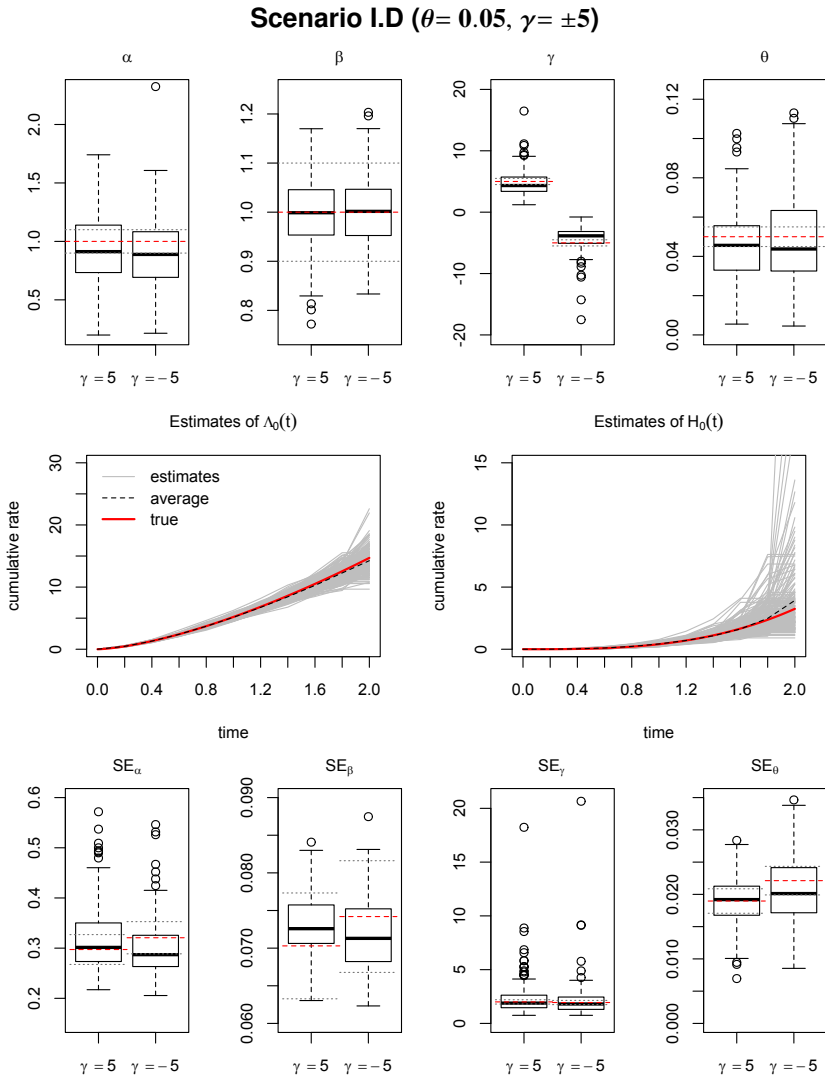 Scenario I.D (θ= 0.05, γ= ±5)
α
β
γ
θ
0.5 1.0 1.5 2.0
0.8 0.9 1.0 1.1 1.2
-20 -10 0 10 20
0.00 0.04 0.08 0.12
γ = 5 γ = − 5
γ = 5 γ = − 5
γ = 5 γ = − 5
γ = 5 γ = − 5
Estimates of Λ₀(t)
cumulative rate
0 10 20 30
estimates
average
true
0.0 0.4 0.8 1.2 1.6 2.0
time
Estimates of H₀(t)
cumulative rate
0 5 10 15
0.0 0.4 0.8 1.2 1.6 2.0
time
SEα
SEβ
SEγ
SEθ
0.2 0.3 0.4 0.5 0.6
0.060 0.070 0.080 0.090
0 5 10 15 20
0.000 0.010 0.020 0.030
γ = 5 γ = − 5
γ = 5 γ = − 5
γ = 5 γ = − 5
γ = 5 γ = − 5